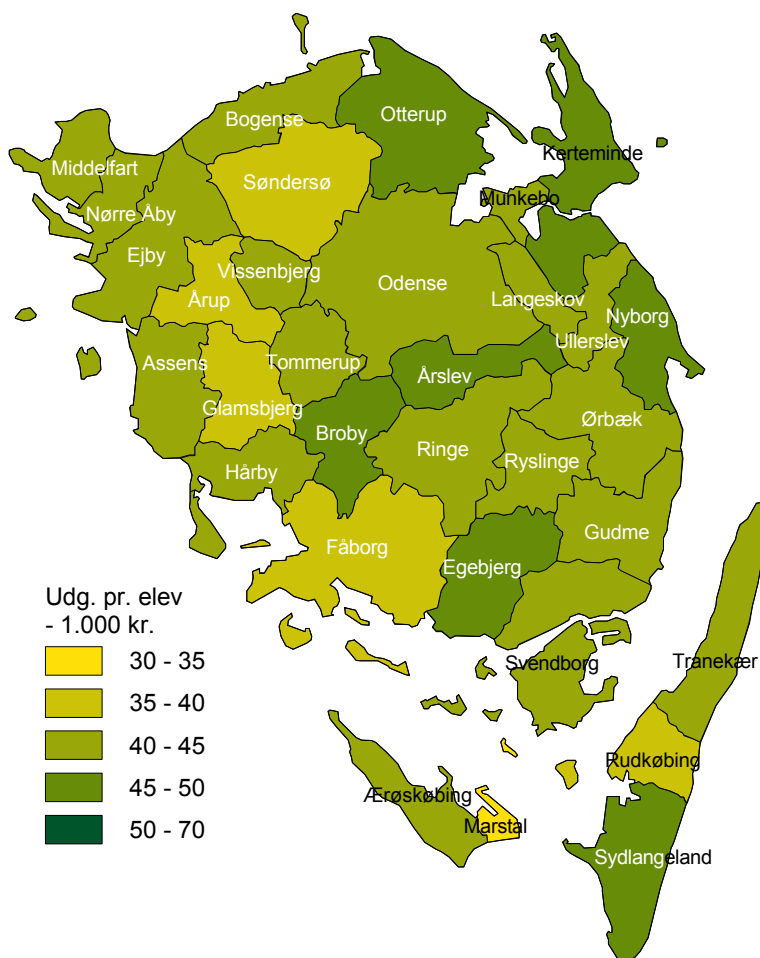 Bogense
Otterup
Kerteminde
Middelfart
Søndersø
Munkebo
Nørre Åby
Ejby
Vissenbjerg
Odense
Langeskov
Årup
Nyborg
Ullerslev
Assens
Tommerup
Årslev
Glamsbjerg
Ørbæk
Broby
Ringe
Ryslinge
Hårby
Gudme
Fåborg
Egebjerg
Udg. pr. elev
- 1.000 kr.
30 - 35
35 - 40
40 - 45
45 - 50
50 - 70
Svendborg
Tranekær
Rudkøbing
Ærøskøbing
Marstal
Sydlangeland